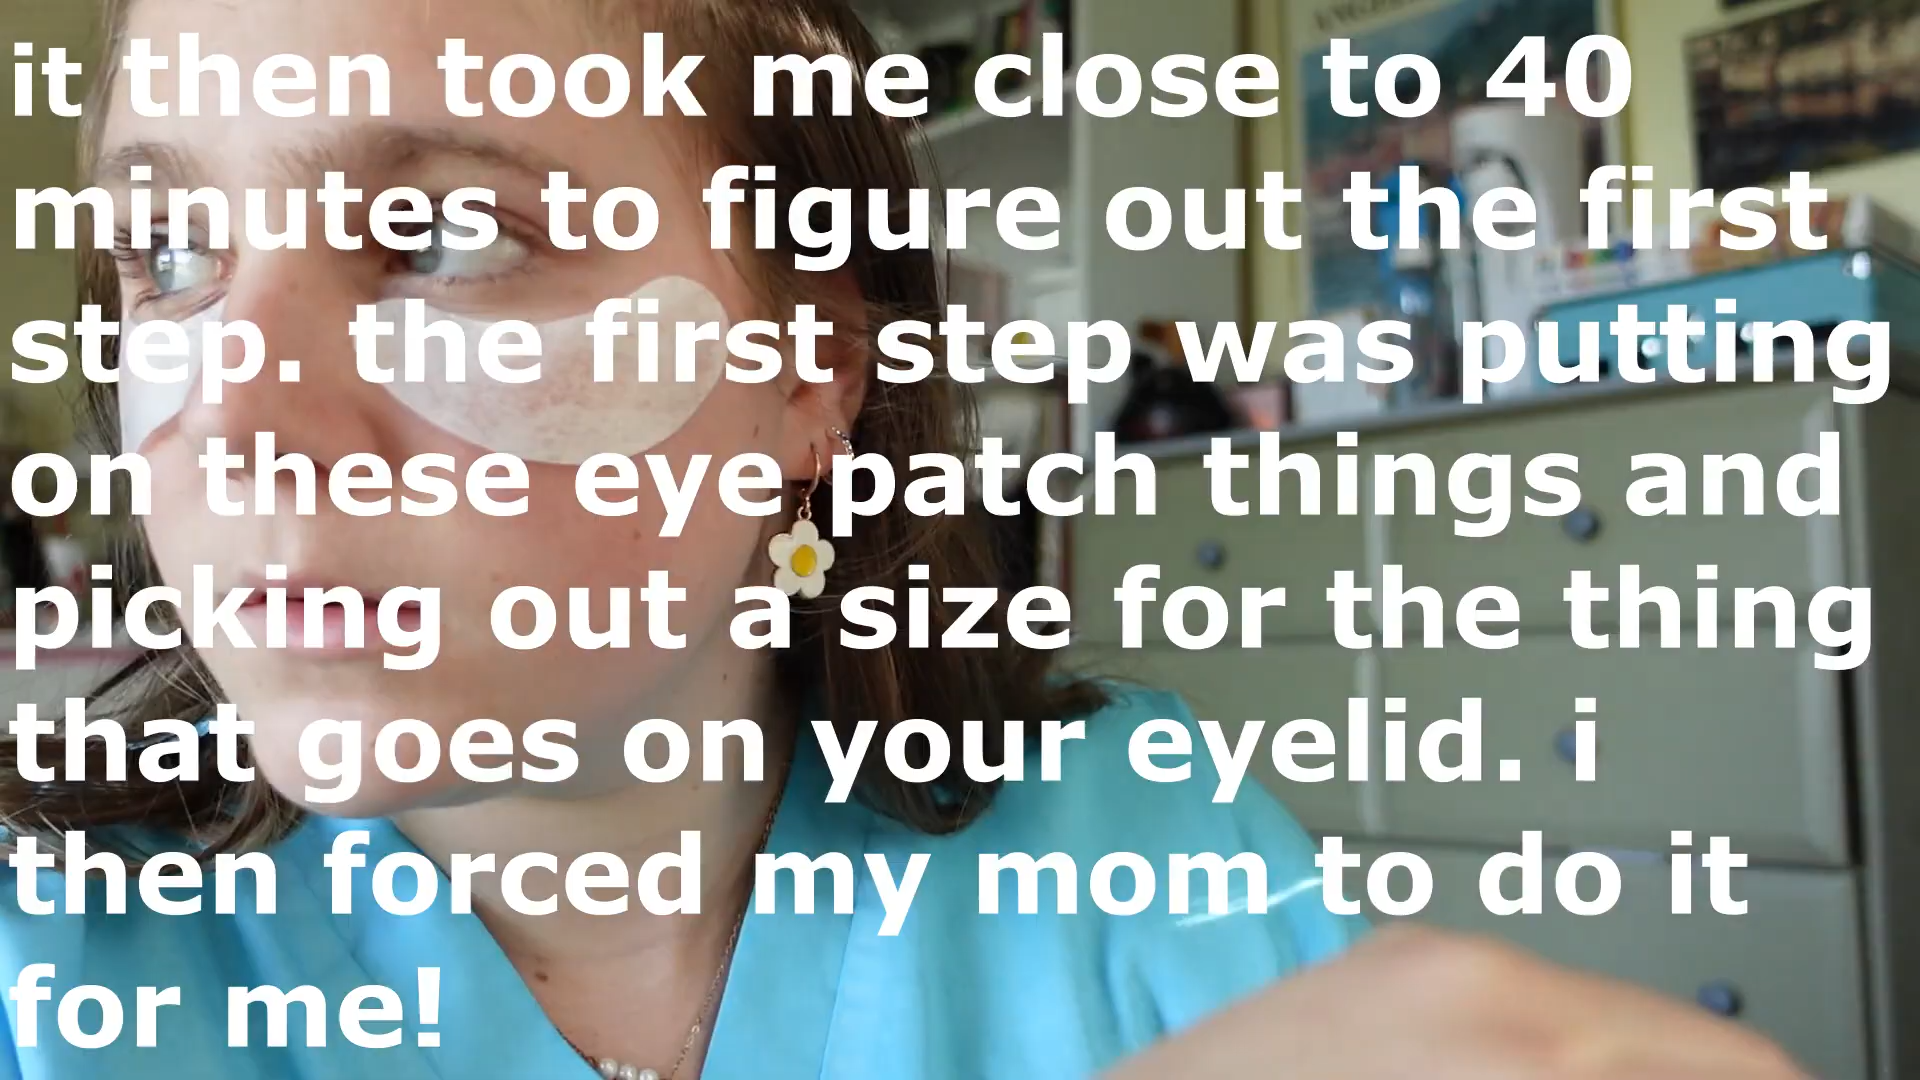 it then took me close to 40
minutes to figure out the first
step. the first step was putting
on these eye patch things and
picking out a size for the thing
that goes on your eyelid. i
then forced my mom to do it
for me!